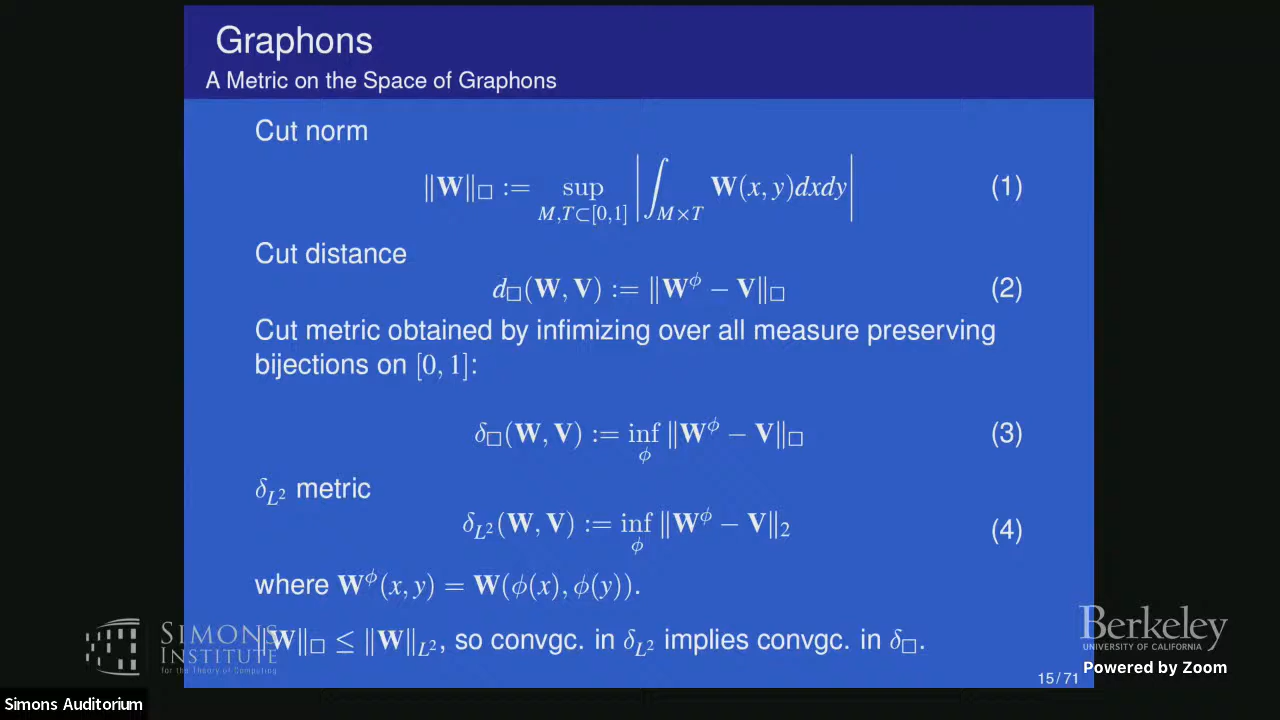 Graphons
A Metric on the Space of Graphons
Cut norm
‖W‖□ := sup_{M,T⊂[0,1]} |∫_{M×T} W(x, y)dxdy| (1)
Cut distance
d□(W, V) := ‖W^ϕ − V‖□ (2)
Cut metric obtained by infimizing over all measure preserving
bijections on [0, 1]:
δ□(W, V) := inf_ϕ ‖W^ϕ − V‖□ (3)
δ_{L²} metric
δ_{L²}(W, V) := inf_ϕ ‖W^ϕ − V‖₂ (4)
where W^ϕ(x, y) = W(ϕ(x), ϕ(y)).
‖W‖□ ≤ ‖W‖_{L²}, so convgc. in δ_{L²} implies convgc. in δ□.
SIMONS
INSTITUTE
for the Theory of Computing
Berkeley
UNIVERSITY OF CALIFORNIA
Powered by Zoom
15/71
Simons Auditorium